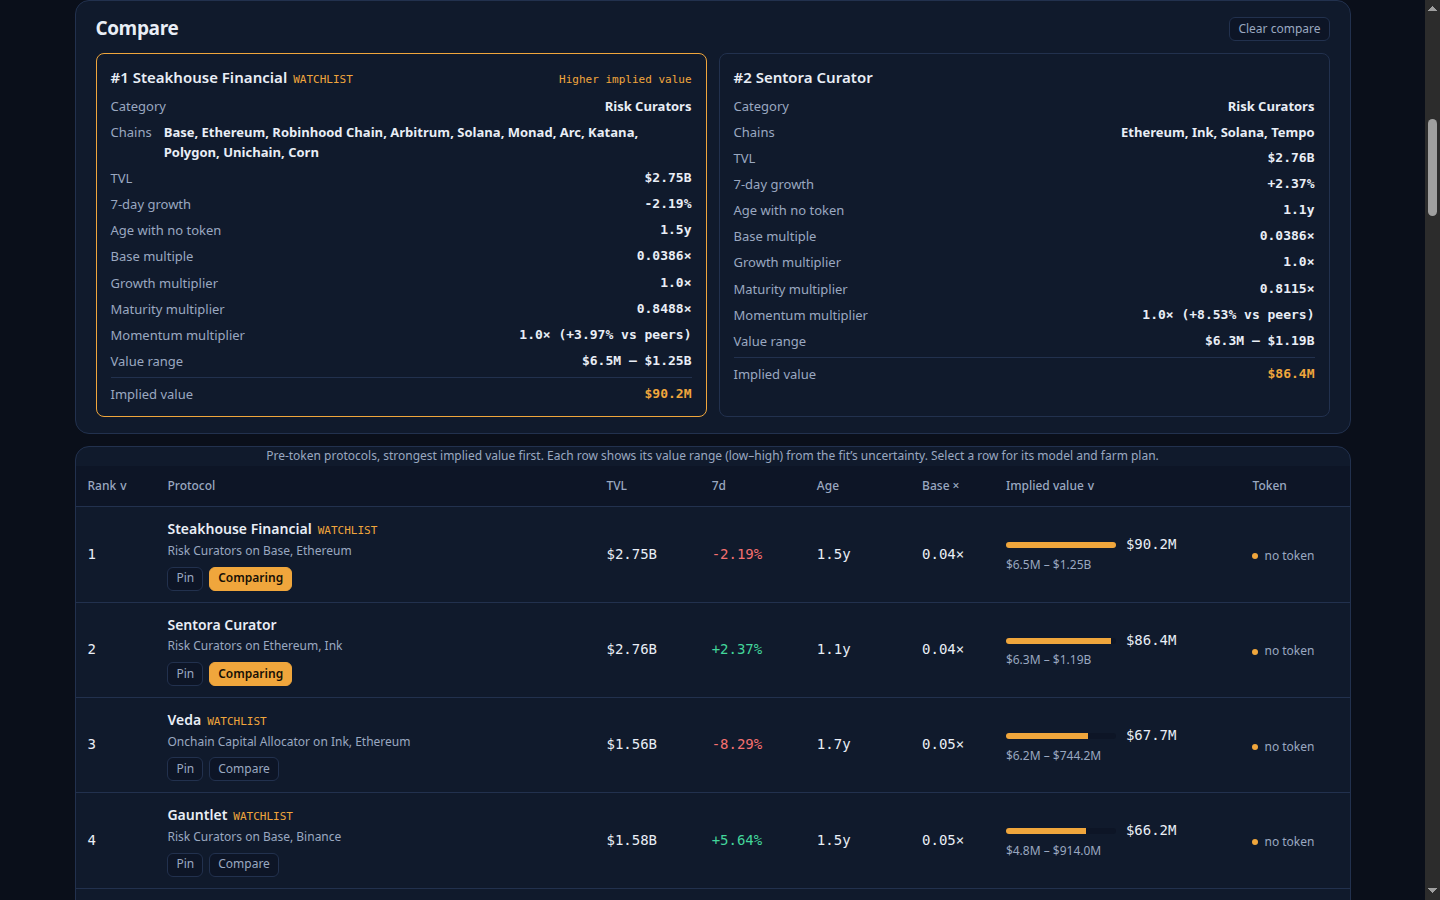 Compare
Clear compare
#1 Steakhouse Financial WATCHLIST Higher implied value
Category Risk Curators
Chains Base, Ethereum, Robinhood Chain, Arbitrum, Solana, Monad, Arc, Katana,
Polygon, Unichain, Corn
TVL $2.75B
7-day growth -2.19%
Age with no token 1.5y
Base multiple 0.0386×
Growth multiplier 1.0×
Maturity multiplier 0.8488×
Momentum multiplier 1.0× (+3.97% vs peers)
Value range $6.5M — $1.25B
Implied value $90.2M
#2 Sentora Curator
Category Risk Curators
Chains Ethereum, Ink, Solana, Tempo
TVL $2.76B
7-day growth +2.37%
Age with no token 1.1y
Base multiple 0.0386×
Growth multiplier 1.0×
Maturity multiplier 0.8115×
Momentum multiplier 1.0× (+8.53% vs peers)
Value range $6.3M — $1.19B
Implied value $86.4M
Pre-token protocols, strongest implied value first. Each row shows its value range (low–high) from the fit's uncertainty. Select a row for its model and farm plan.
Rank v Protocol TVL 7d Age Base × Implied value v Token
Steakhouse Financial WATCHLIST
Risk Curators on Base, Ethereum
Pin Comparing
1 $2.75B -2.19% 1.5y 0.04× $90.2M no token
$6.5M – $1.25B
Sentora Curator
Risk Curators on Ethereum, Ink
Pin Comparing
2 $2.76B +2.37% 1.1y 0.04× $86.4M no token
$6.3M – $1.19B
Veda WATCHLIST
Onchain Capital Allocator on Ink, Ethereum
Pin Compare
3 $1.56B -8.29% 1.7y 0.05× $67.7M no token
$6.2M – $744.2M
Gauntlet WATCHLIST
Risk Curators on Base, Binance
Pin Compare
4 $1.58B +5.64% 1.5y 0.05× $66.2M no token
$4.8M – $914.0M